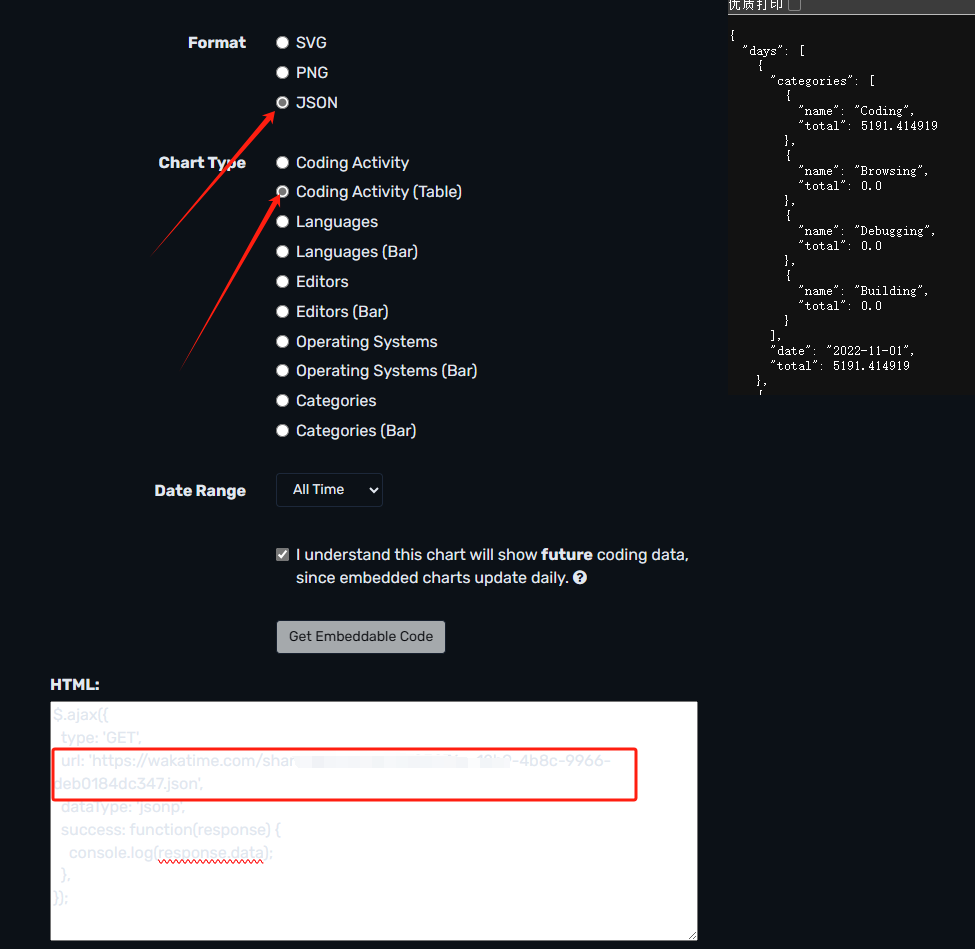 Format
SVG
PNG
JSON
Chart Type
Coding Activity
Coding Activity (Table)
Languages
Languages (Bar)
Editors
Editors (Bar)
Operating Systems
Operating Systems (Bar)
Categories
Categories (Bar)
Date Range
All Time
I understand this chart will show future coding data,
since embedded charts update daily.
Get Embeddable Code
HTML:
$.ajax({
type: 'GET',
url: 'https://wakatime.com/shar -4b8c-9966-
deb0184dc347.json',
dataType: 'jsonp',
success: function(response) {
console.log(response.data);
},
});
优质打印
{
"days": [
{
"categories": [
{
"name": "Coding",
"total": 5191.414919
},
{
"name": "Browsing",
"total": 0.0
},
{
"name": "Debugging",
"total": 0.0
},
{
"name": "Building",
"total": 0.0
}
],
"date": "2022-11-01",
"total": 5191.414919
},